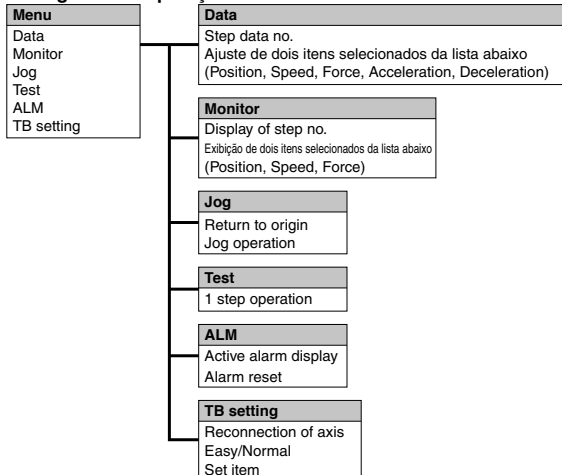 Menu
Data
Monitor
Jog
Test
ALM
TB setting
Data
Step data no.
Ajuste de dois itens selecionados da lista abaixo
(Position, Speed, Force, Acceleration, Deceleration)
Monitor
Display of step no.
Exibição de dois itens selecionados da lista abaixo
(Position, Speed, Force)
Jog
Return to origin
Jog operation
Test
1 step operation
ALM
Active alarm display
Alarm reset
TB setting
Reconnection of axis
Easy/Normal
Set item